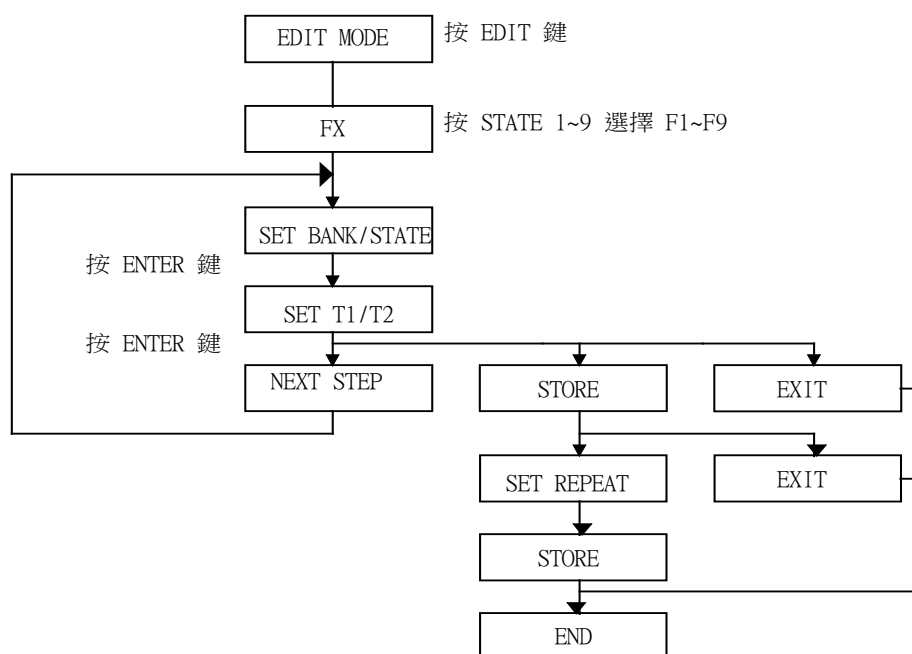 EDIT MODE
按 EDIT 鍵
FX
按 STATE 1~9 選擇 F1~F9
SET BANK/STATE
按 ENTER 鍵
SET T1/T2
按 ENTER 鍵
NEXT STEP
STORE
EXIT
SET REPEAT
EXIT
STORE
END